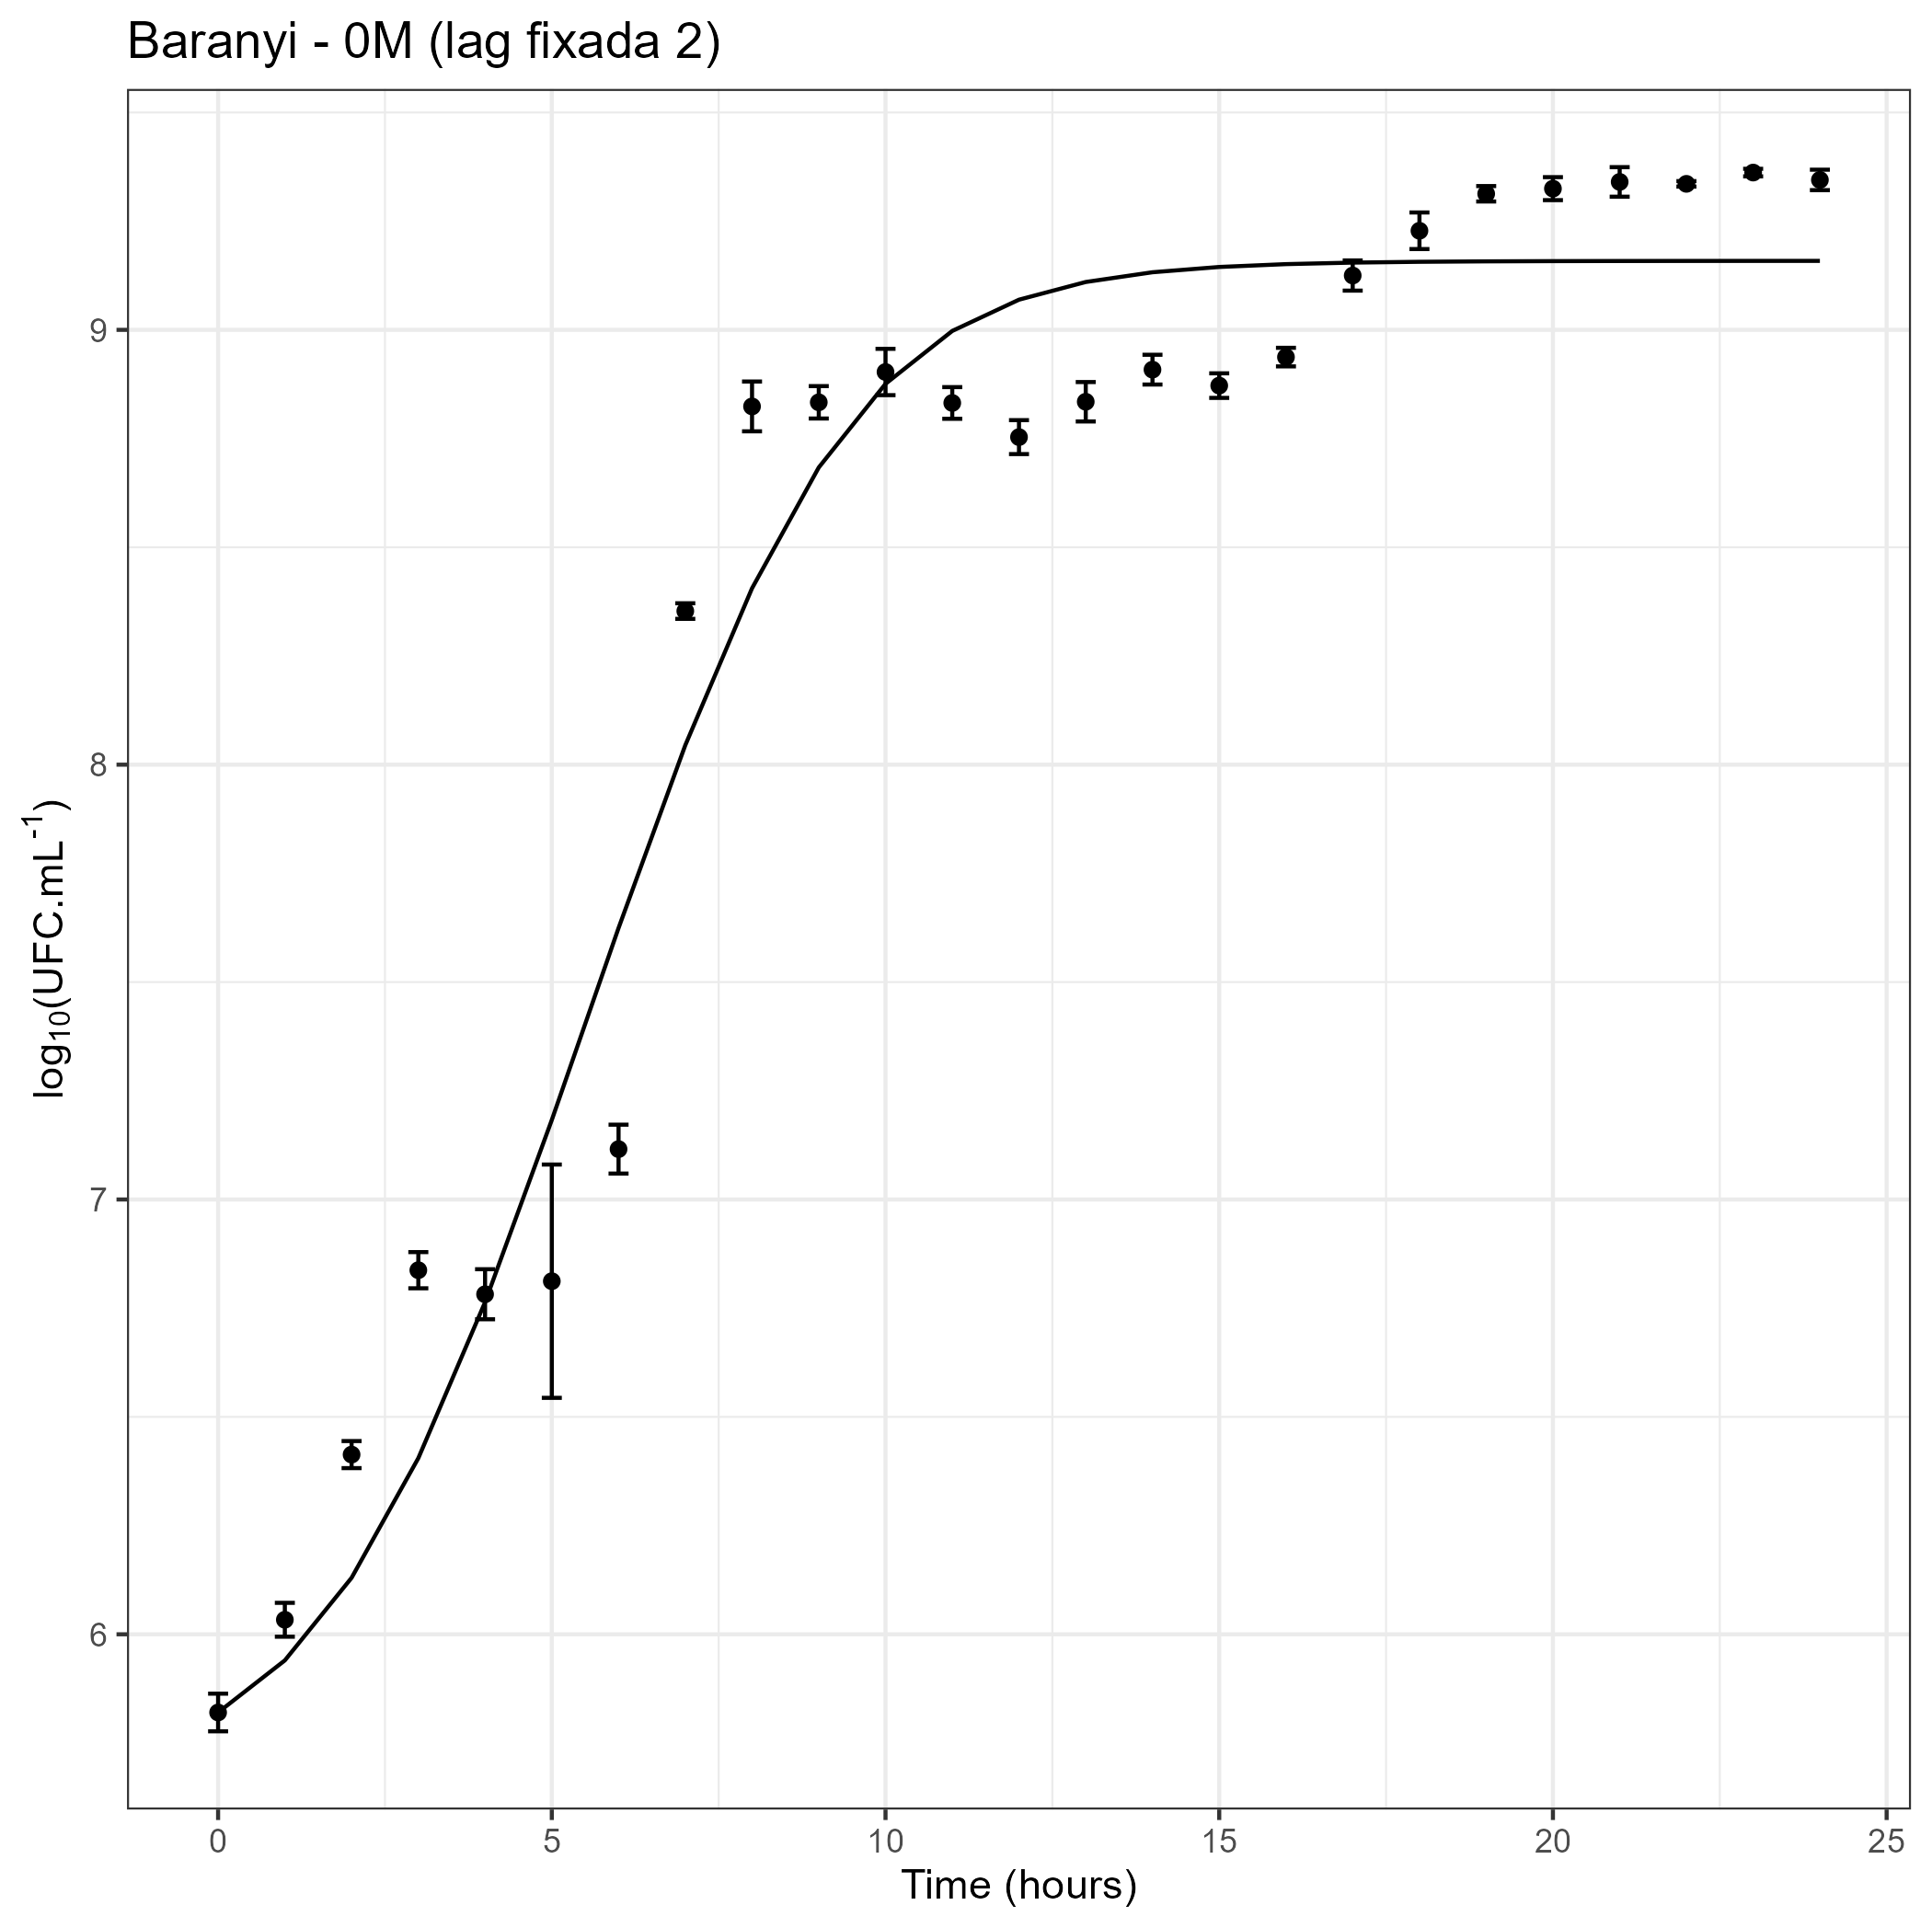 Baranyi - 0M (lag fixada 2)
log₁₀(UFC.mL⁻¹)
9
8
7
6
0 5 10 15 20 25
Time (hours)